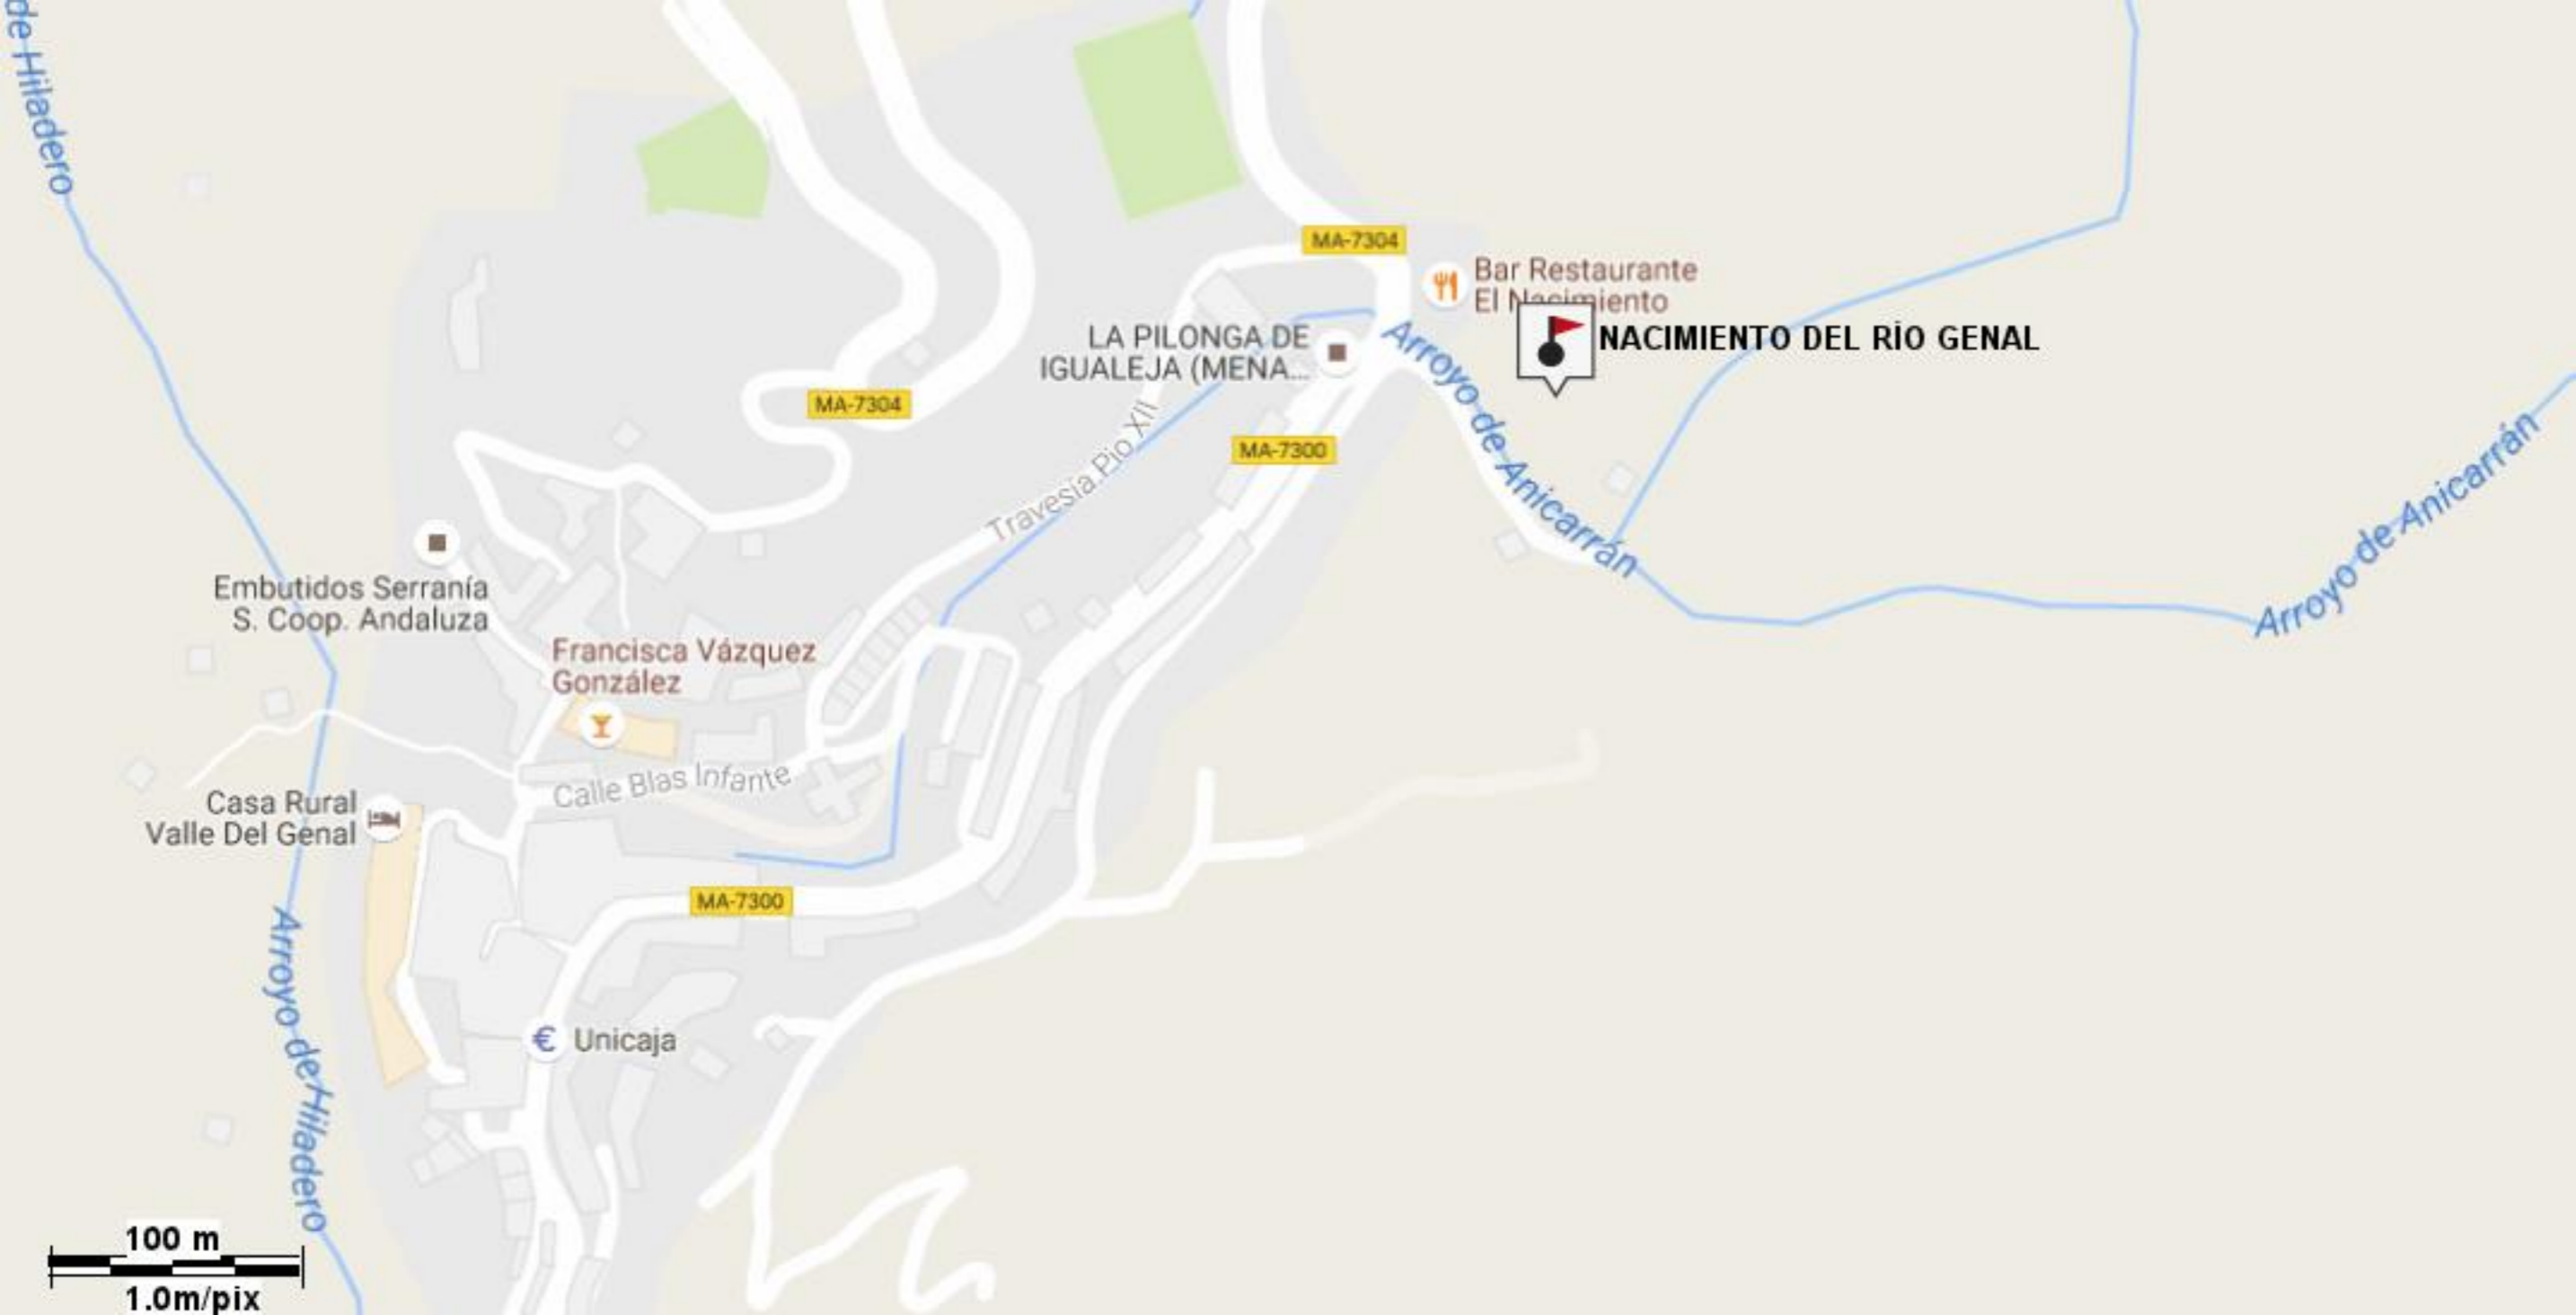 de Hiladero
MA-7304
Bar Restaurante
El Nacimiento
NACIMIENTO DEL RÍO GENAL
LA PILONGA DE
IGUALEJA (MENA...
Arroyo de Anicarrán
MA-7304
MA-7300
Travesía Pio XII
Arroyo de Anicarrán
Embutidos Serranía
S. Coop. Andaluza
Francisca Vázquez
González
Calle Blas Infante
Casa Rural
Valle Del Genal
MA-7300
Arroyo de Hiladero
€ Unicaja
100 m
1.0m/pix